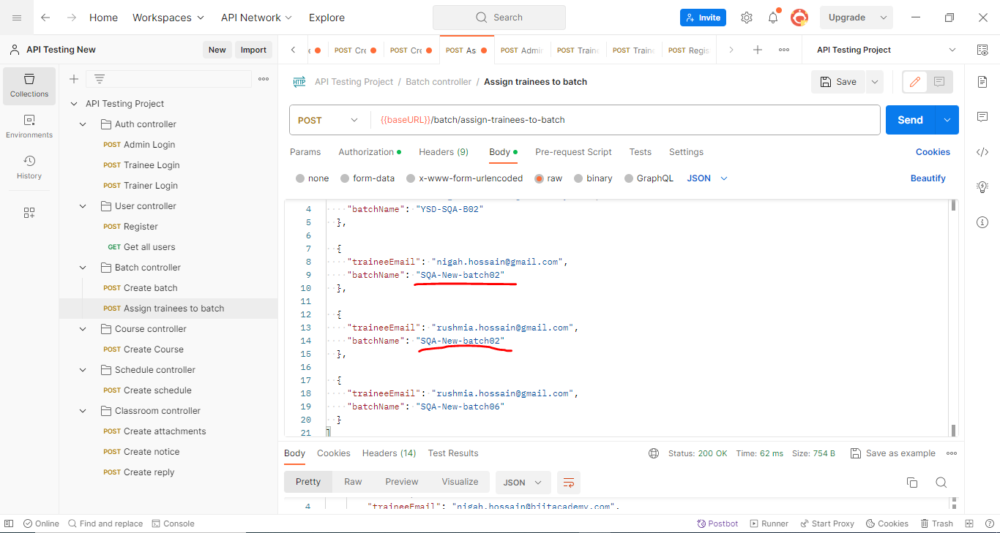 Home Workspaces API Network Explore Search Invite Upgrade
API Testing New New Import
POST Cre POST Cre POST As POST Admin POST Traine POST Traine POST Regis API Testing Project
Collections
Environments
History
API Testing Project
Auth controller
POST Admin Login
POST Trainee Login
POST Trainer Login
User controller
POST Register
GET Get all users
Batch controller
POST Create batch
POST Assign trainees to batch
Course controller
POST Create Course
Schedule controller
POST Create schedule
Classroom controller
POST Create attachments
POST Create notice
POST Create reply
HTTP API Testing Project / Batch controller / Assign trainees to batch Save
POST {{baseURL}}/batch/assign-trainees-to-batch Send
Params Authorization Headers (9) Body Pre-request Script Tests Settings Cookies
none form-data x-www-form-urlencoded raw binary GraphQL JSON Beautify
4 "batchName": "YSD-SQA-B02"
5 },
6
7 {
8 "traineeEmail": "nigah.hossain@gmail.com",
9 "batchName": "SQA-New-batch02"
10 },
11
12 {
13 "traineeEmail": "rushmia.hossain@gmail.com",
14 "batchName": "SQA-New-batch02"
15 },
16
17 {
18 "traineeEmail": "rushmia.hossain@gmail.com",
19 "batchName": "SQA-New-batch06"
20 }
21 ]
Body Cookies Headers (14) Test Results Status: 200 OK Time: 62 ms Size: 754 B Save as example
Pretty Raw Preview Visualize JSON
4 "traineeEmail": "nigah.hossain@bjitacademy.com",
Online Find and replace Console Postbot Runner Start Proxy Cookies Trash